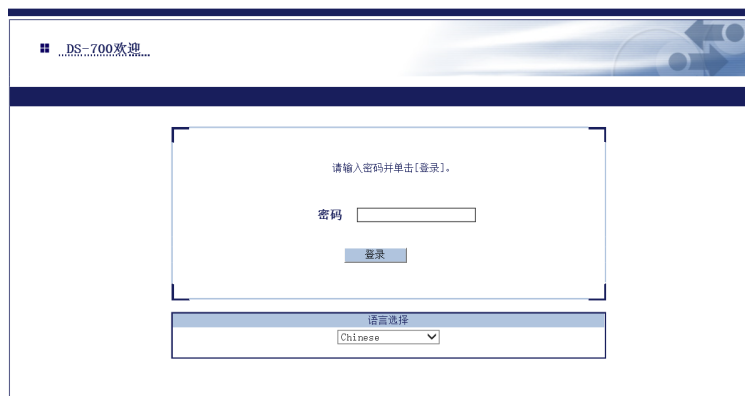 DS-700欢迎
请输入密码并单击[登录]。
密码
登录
语言选择
Chinese